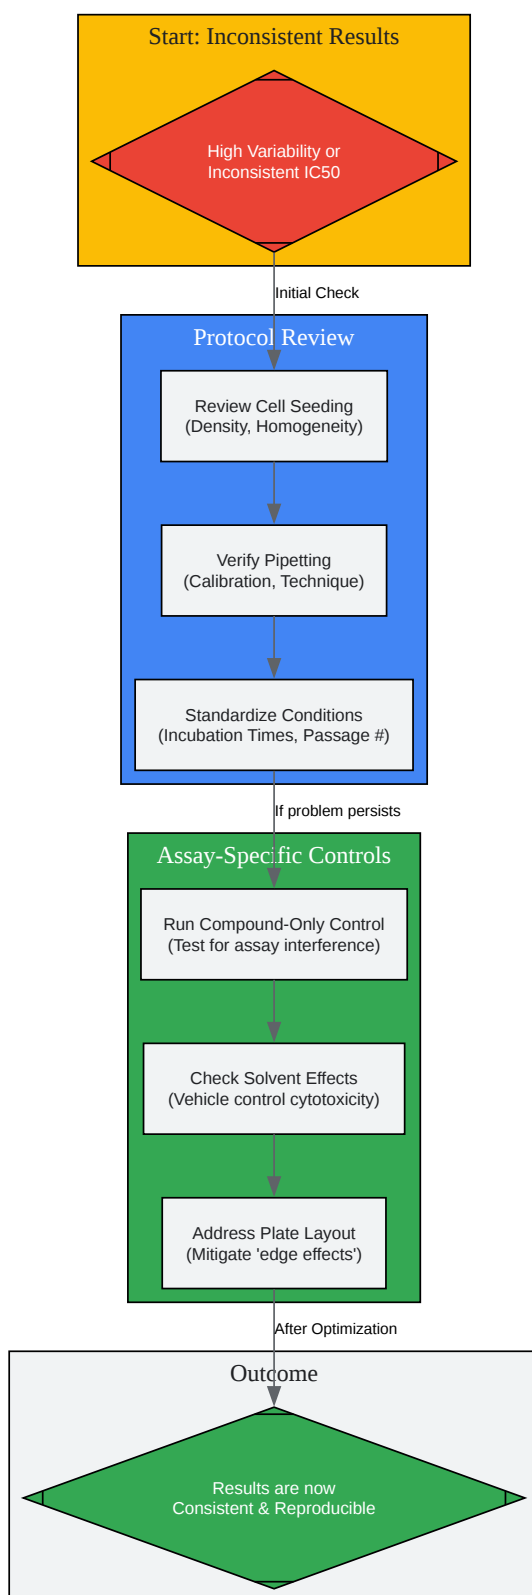 Start: Inconsistent Results
High Variability or
Inconsistent IC50
Initial Check
Protocol Review
Review Cell Seeding
(Density, Homogeneity)
Verify Pipetting
(Calibration, Technique)
Standardize Conditions
(Incubation Times, Passage #)
If problem persists
Assay-Specific Controls
Run Compound-Only Control
(Test for assay interference)
Check Solvent Effects
(Vehicle control cytotoxicity)
Address Plate Layout
(Mitigate 'edge effects')
After Optimization
Outcome
Results are now
Consistent & Reproducible